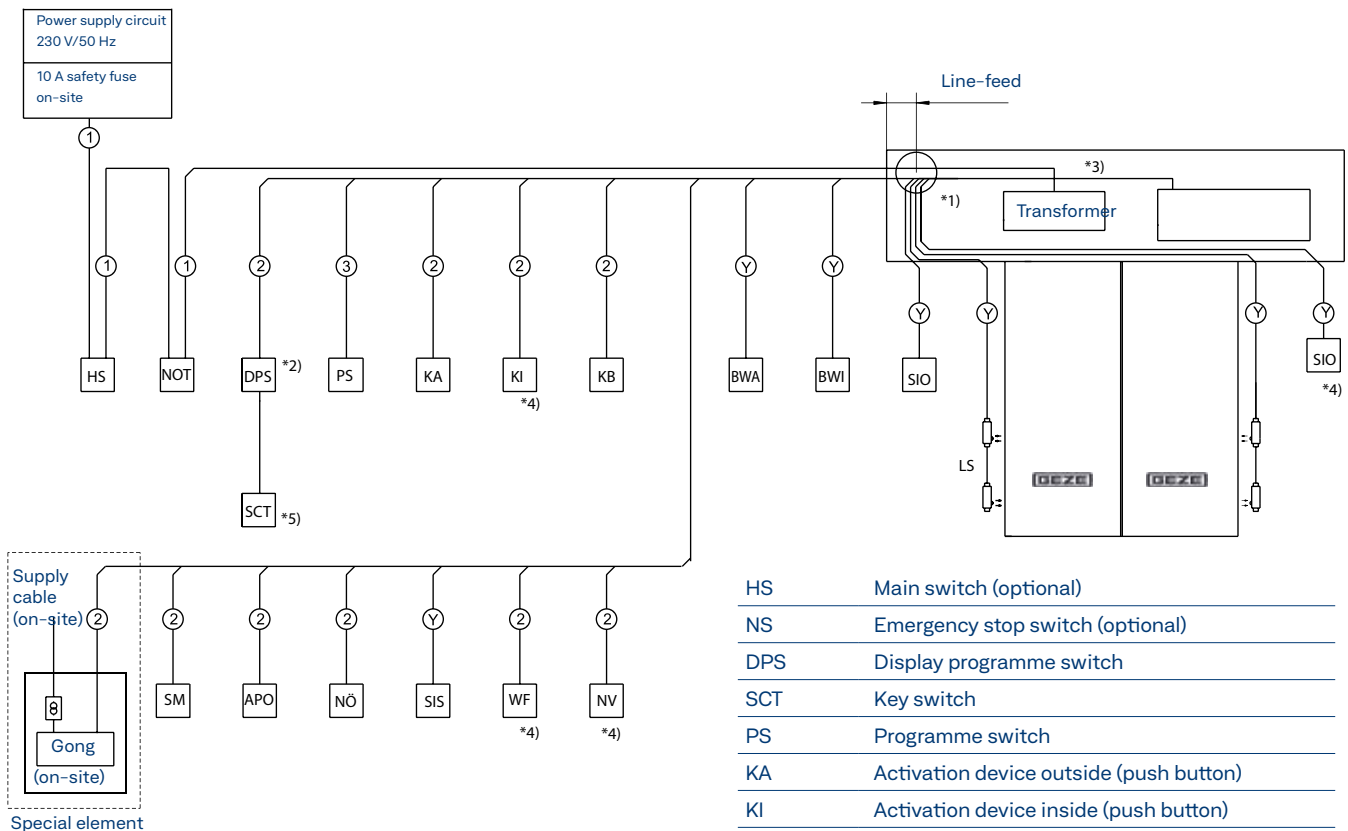 Power supply circuit
230 V/50 Hz
10 A safety fuse
on-site
Line-feed
1
*3)
*1)
Transformer
1
1
2
3
2
2
2
Y
Y
Y
Y
Y
Y
HS
NOT
DPS
*2)
PS
KA
KI
*4)
KB
BWA
BWI
SIO
SIO
*4)
LS
GEZE
GEZE
SCT
*5)
Supply
cable
(on-site)
2
2
2
2
Y
2
2
SM
APO
NÖ
SIS
WF
*4)
NV
*4)
8
Gong
(on-site)
Special element
HS Main switch (optional)
NS Emergency stop switch (optional)
DPS Display programme switch
SCT Key switch
PS Programme switch
KA Activation device outside (push button)
KI Activation device inside (push button)